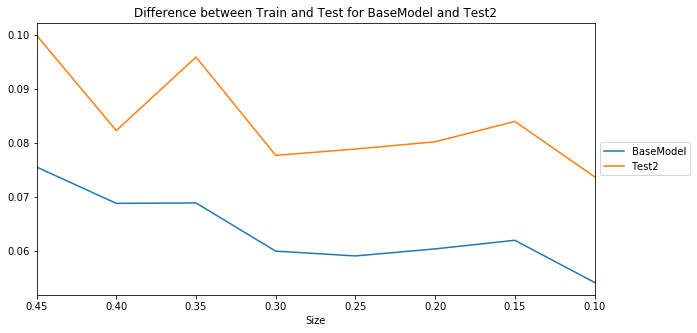 Difference between Train and Test for BaseModel and Test2
0.10
0.09
0.08
0.07
0.06
0.45 0.40 0.35 0.30 0.25 0.20 0.15 0.10
Size
BaseModel
Test2